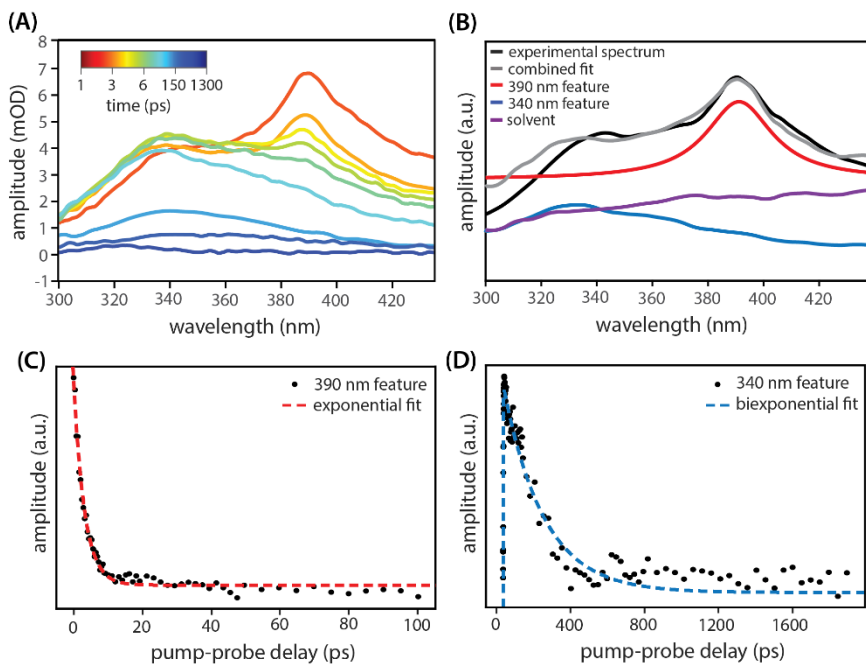 (A)
8
7
6
5
4
3
2
1
0
-1
1 3 6 150 1300
time (ps)
amplitude (mOD)
300 320 340 360 380 400 420
wavelength (nm)
(B)
experimental spectrum
combined fit
390 nm feature
340 nm feature
solvent
amplitude (a.u.)
300 320 340 360 380 400 420
wavelength (nm)
(C)
390 nm feature
exponential fit
amplitude (a.u.)
0 20 40 60 80 100
pump-probe delay (ps)
(D)
340 nm feature
biexponential fit
amplitude (a.u.)
0 400 800 1200 1600
pump-probe delay (ps)